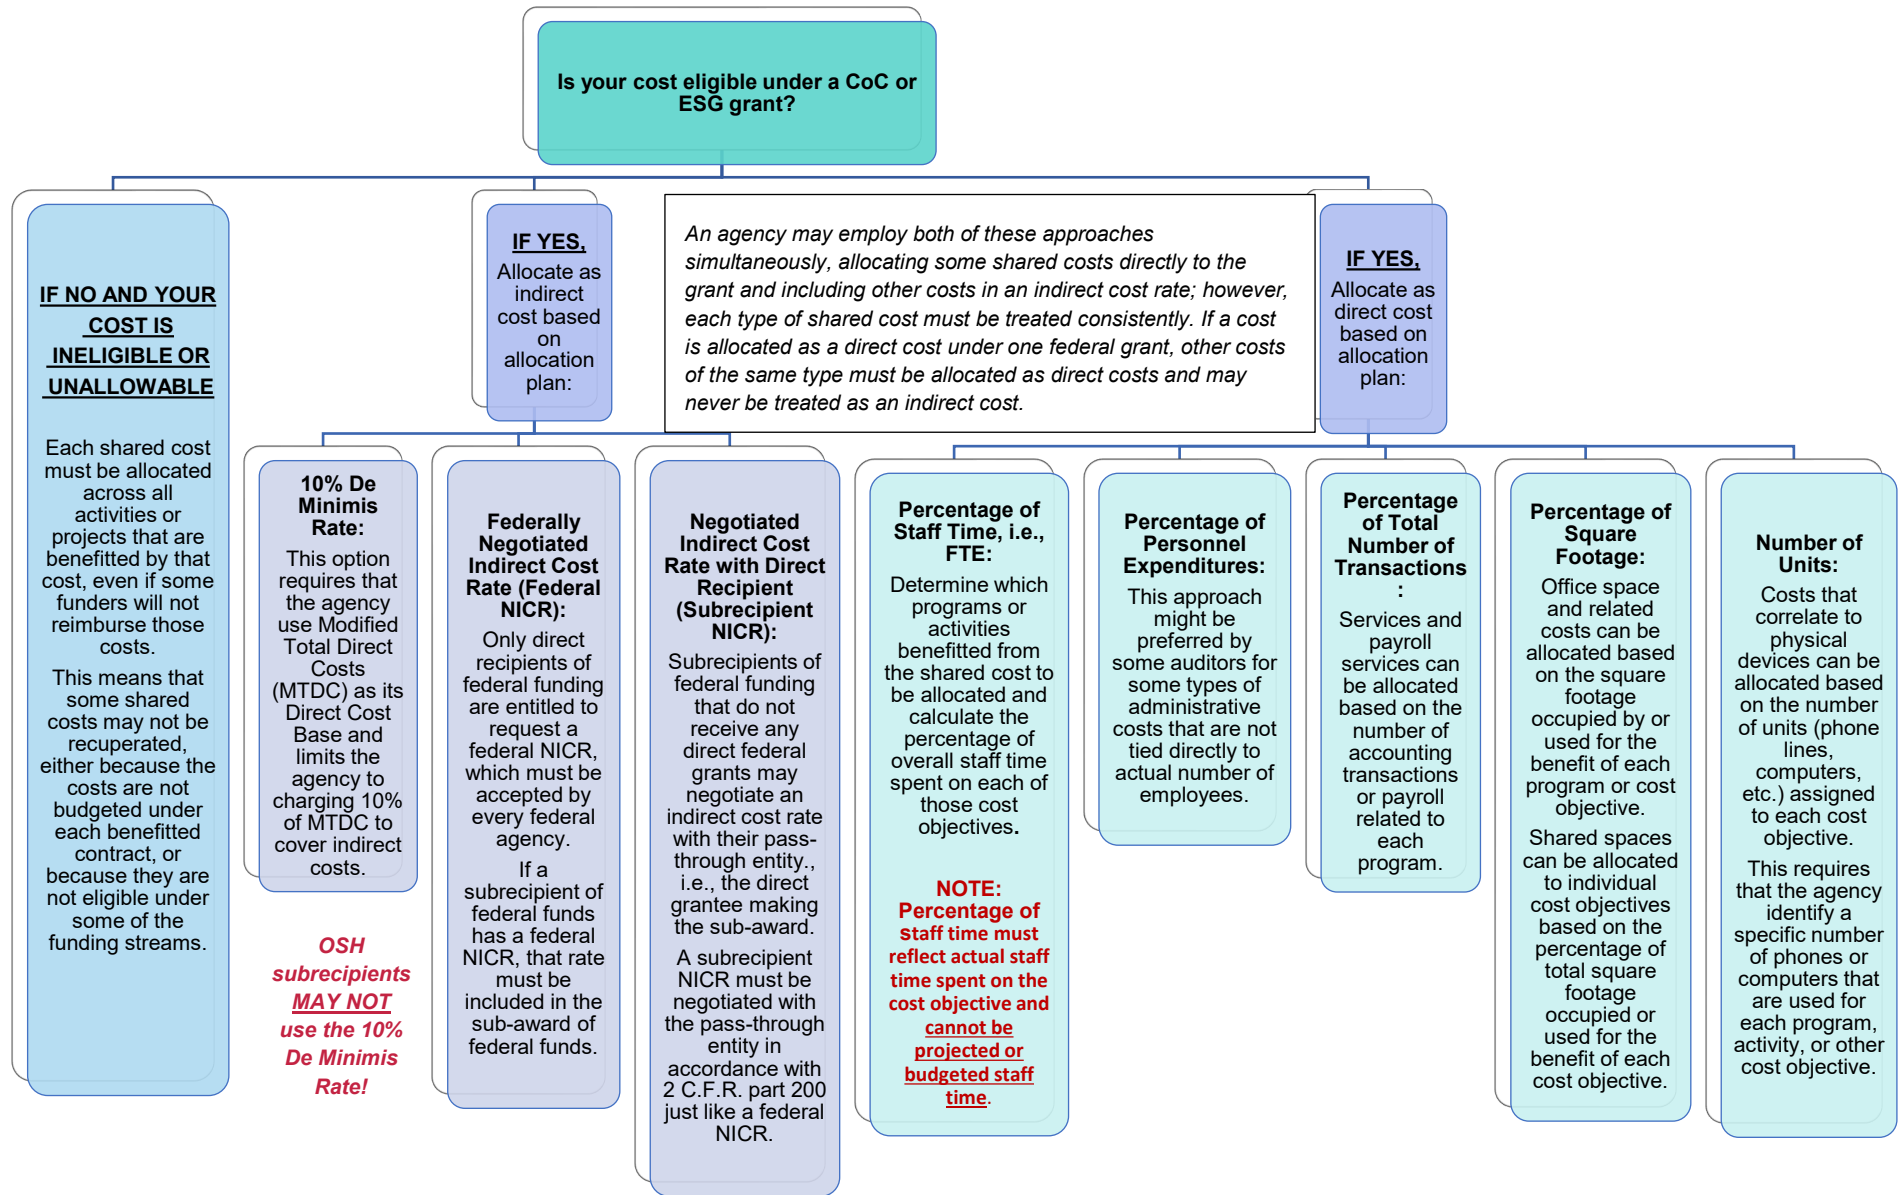 Is your cost eligible under a CoC or
ESG grant?
IF NO AND YOUR
COST IS
INELIGIBLE OR
UNALLOWABLE
Each shared cost
must be allocated
across all
activities or
projects that are
benefitted by that
cost, even if some
funders will not
reimburse those
costs.
This means that
some shared
costs may not be
recuperated,
either because the
costs are not
budgeted under
each benefitted
contract, or
because they are
not eligible under
some of the
funding streams.
IF YES,
Allocate as
indirect
cost based
on
allocation
plan:
An agency may employ both of these approaches
simultaneously, allocating some shared costs directly to the
grant and including other costs in an indirect cost rate; however,
each type of shared cost must be treated consistently. If a cost
is allocated as a direct cost under one federal grant, other costs
of the same type must be allocated as direct costs and may
never be treated as an indirect cost.
IF YES,
Allocate as
direct cost
based on
allocation
plan:
10% De
Minimis
Rate:
This option
requires that
the agency
use Modified
Total Direct
Costs
(MTDC) as its
Direct Cost
Base and
limits the
agency to
charging 10%
of MTDC to
cover indirect
costs.
OSH
subrecipients
MAY NOT
use the 10%
De Minimis
Rate!
Federally
Negotiated
Indirect Cost
Rate (Federal
NICR):
Only direct
recipients of
federal funding
are entitled to
request a
federal NICR,
which must be
accepted by
every federal
agency.
If a
subrecipient of
federal funds
has a federal
NICR, that rate
must be
included in the
sub-award of
federal funds.
Negotiated
Indirect Cost
Rate with Direct
Recipient
(Subrecipient
NICR):
Subrecipients of
federal funding
that do not
receive any
direct federal
grants may
negotiate an
indirect cost rate
with their pass-
through entity.,
i.e., the direct
grantee making
the sub-award.
A subrecipient
NICR must be
negotiated with
the pass-through
entity in
accordance with
2 C.F.R. part 200
just like a federal
NICR.
Percentage of
Staff Time, i.e.,
FTE:
Determine which
programs or
activities
benefitted from
the shared cost to
be allocated and
calculate the
percentage of
overall staff time
spent on each of
those cost
objectives.
NOTE:
Percentage of
staff time must
reflect actual staff
time spent on the
cost objective and
cannot be
projected or
budgeted staff
time.
Percentage of
Personnel
Expenditures:
This approach
might be
preferred by
some auditors for
some types of
administrative
costs that are not
tied directly to
actual number of
employees.
Percentage
of Total
Number of
Transactions
:
Services and
payroll
services can
be allocated
based on the
number of
accounting
transactions
or payroll
related to
each
program.
Percentage of
Square
Footage:
Office space
and related
costs can be
allocated based
on the square
footage
occupied by or
used for the
benefit of each
program or cost
objective.
Shared spaces
can be allocated
to individual
cost objectives
based on the
percentage of
total square
footage
occupied or
used for the
benefit of each
cost objective.
Number of
Units:
Costs that
correlate to
physical
devices can be
allocated based
on the number
of units (phone
lines,
computers,
etc.) assigned
to each cost
objective.
This requires
that the agency
identify a
specific number
of phones or
computers that
are used for
each program,
activity, or other
cost objective.